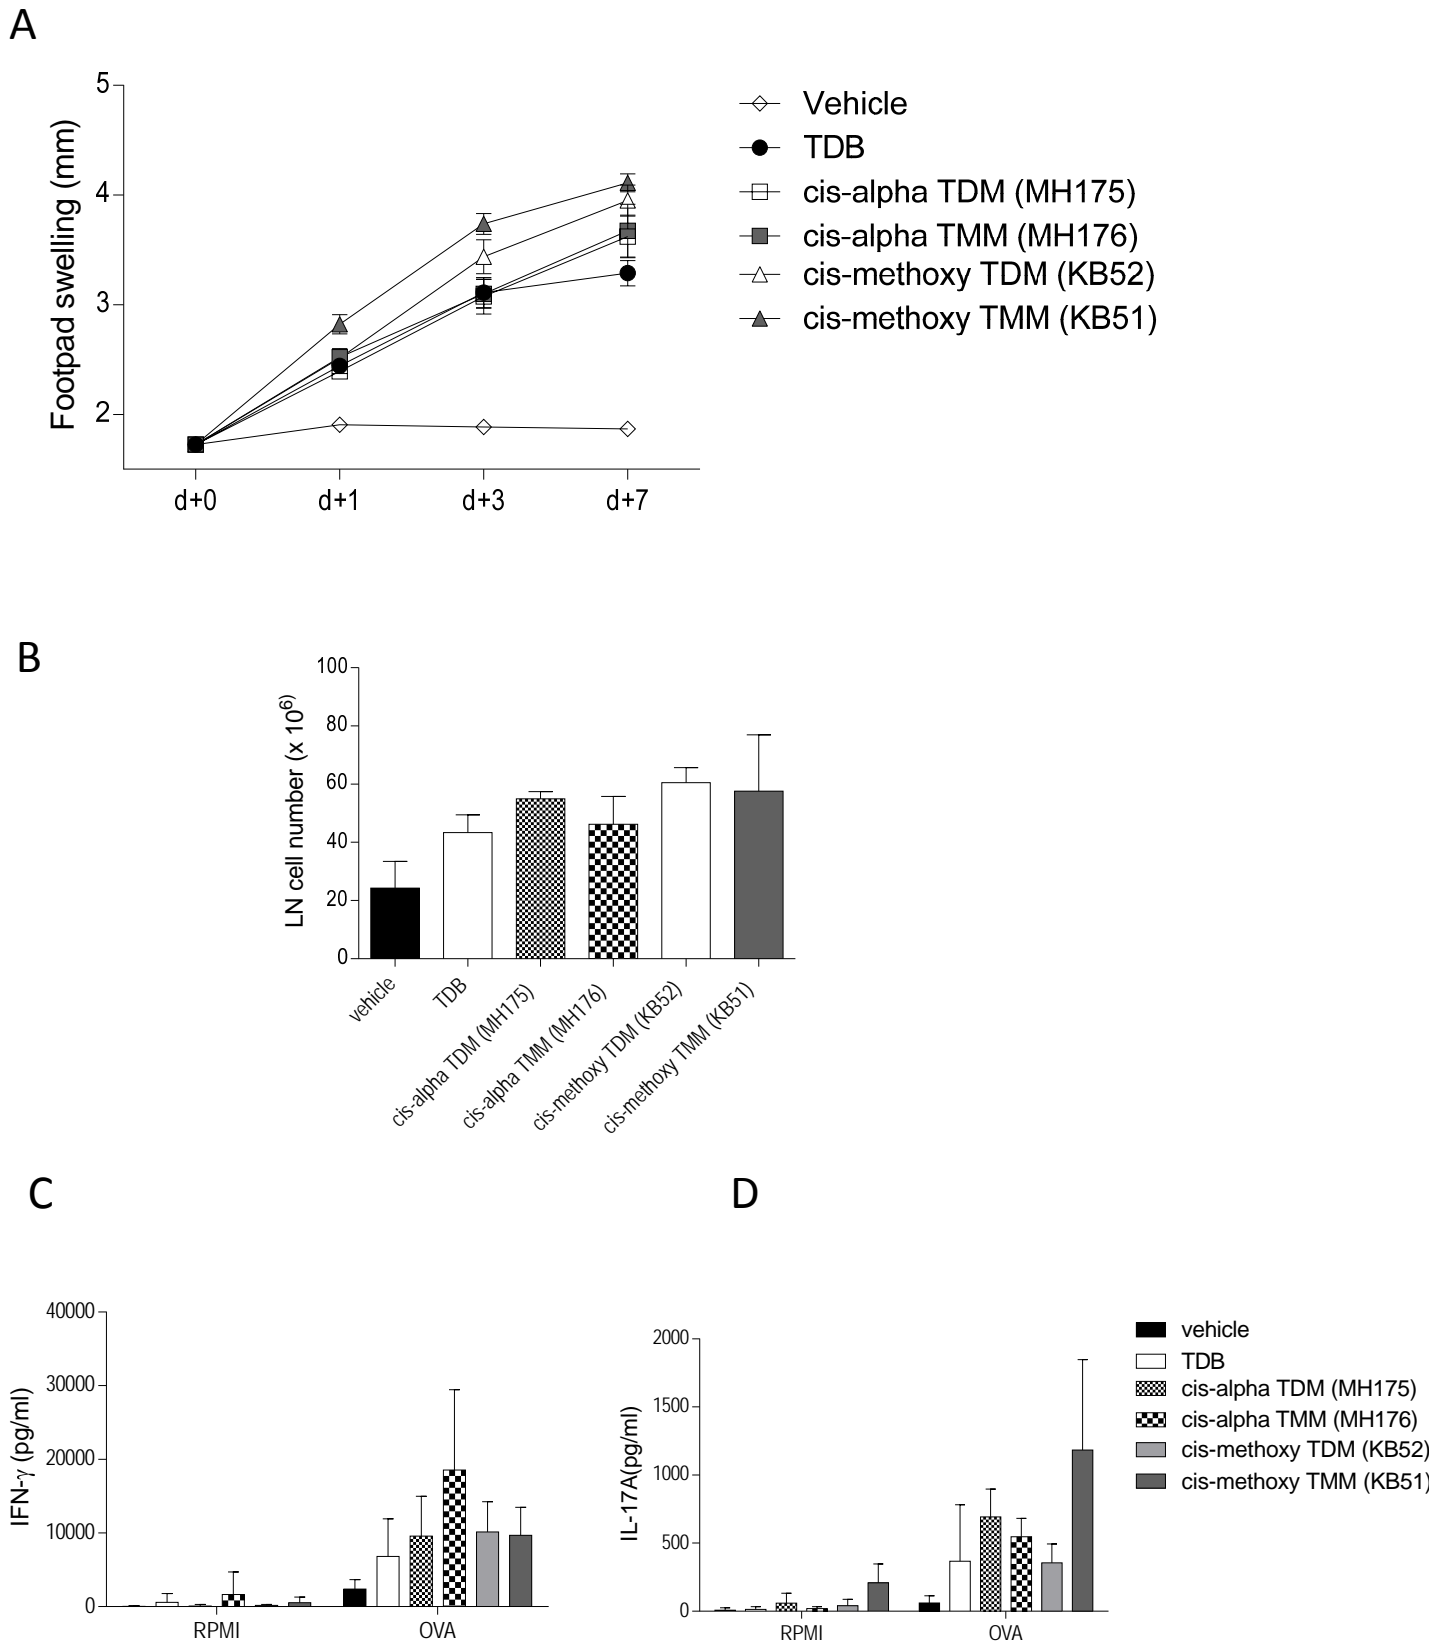 A
5
4
3
2
Footpad swelling (mm)
d+0 d+1 d+3 d+7
Vehicle
TDB
cis-alpha TDM (MH175)
cis-alpha TMM (MH176)
cis-methoxy TDM (KB52)
cis-methoxy TMM (KB51)
B
100
80
60
40
20
0
LN cell number (x 10⁶)
vehicle
TDB
cis-alpha TDM (MH175)
cis-alpha TMM (MH176)
cis-methoxy TDM (KB52)
cis-methoxy TMM (KB51)
C
40000
30000
20000
10000
0
IFN-γ (pg/ml)
RPMI OVA
D
2000
1500
1000
500
0
IL-17A(pg/ml)
RPMI OVA
vehicle
TDB
cis-alpha TDM (MH175)
cis-alpha TMM (MH176)
cis-methoxy TDM (KB52)
cis-methoxy TMM (KB51)